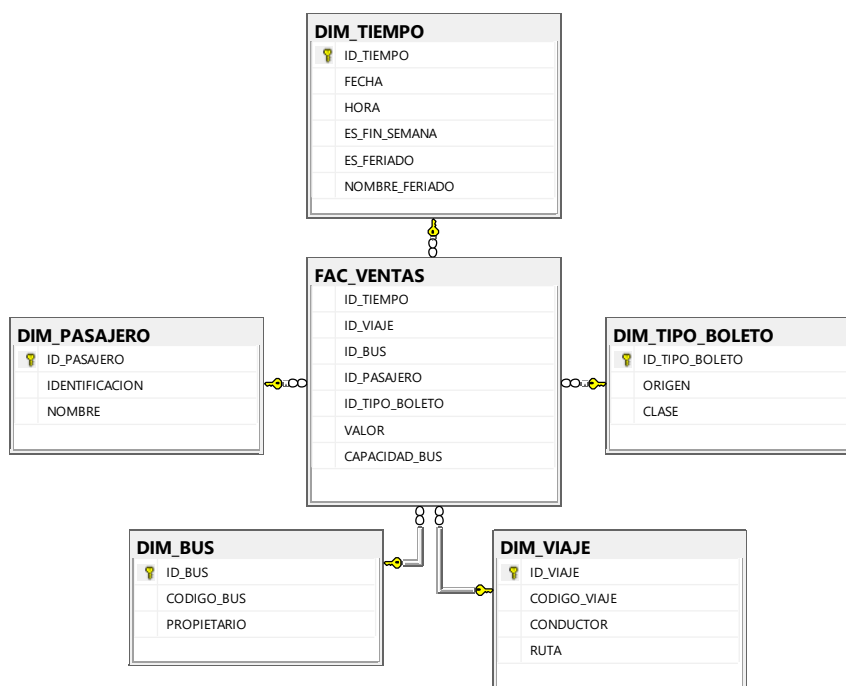 DIM_TIEMPO
ID_TIEMPO
FECHA
HORA
ES_FIN_SEMANA
ES_FERIADO
NOMBRE_FERIADO
FAC_VENTAS
ID_TIEMPO
ID_VIAJE
ID_BUS
ID_PASAJERO
ID_TIPO_BOLETO
VALOR
CAPACIDAD_BUS
DIM_PASAJERO
ID_PASAJERO
IDENTIFICACION
NOMBRE
DIM_TIPO_BOLETO
ID_TIPO_BOLETO
ORIGEN
CLASE
DIM_BUS
ID_BUS
CODIGO_BUS
PROPIETARIO
DIM_VIAJE
ID_VIAJE
CODIGO_VIAJE
CONDUCTOR
RUTA